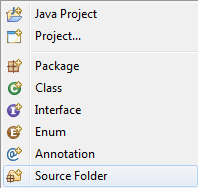 Java Project
Project...
Package
Class
Interface
Enum
Annotation
Source Folder